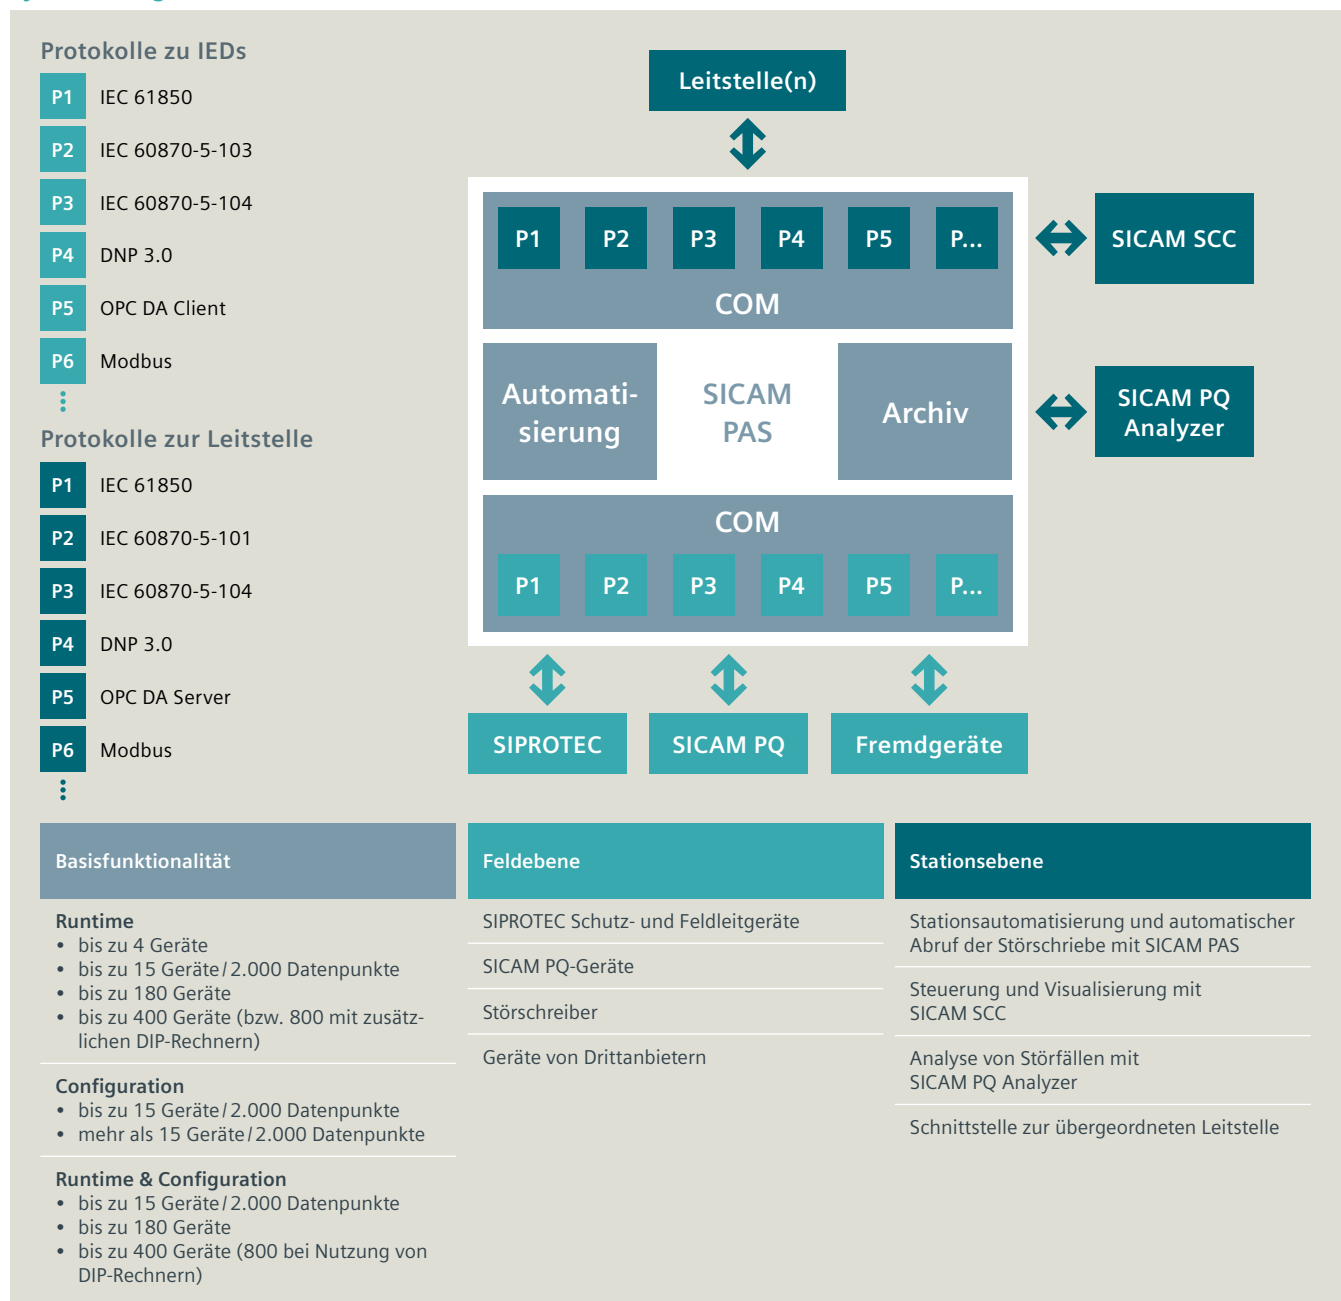 Protokolle zu IEDs
P1 IEC 61850
P2 IEC 60870-5-103
P3 IEC 60870-5-104
P4 DNP 3.0
P5 OPC DA Client
P6 Modbus
Protokolle zur Leitstelle
P1 IEC 61850
P2 IEC 60870-5-101
P3 IEC 60870-5-104
P4 DNP 3.0
P5 OPC DA Server
P6 Modbus
Leitstelle(n)
P1 P2 P3 P4 P5 P...
COM
SICAM SCC
Automati-
sierung
SICAM
PAS
Archiv
SICAM PQ
Analyzer
COM
P1 P2 P3 P4 P5 P...
SIPROTEC
SICAM PQ
Fremdgeräte
Basisfunktionalität
Runtime
• bis zu 4 Geräte
• bis zu 15 Geräte/2.000 Datenpunkte
• bis zu 180 Geräte
• bis zu 400 Geräte (bzw. 800 mit zusätz-
lichen DIP-Rechnern)
Configuration
• bis zu 15 Geräte/2.000 Datenpunkte
• mehr als 15 Geräte/2.000 Datenpunkte
Runtime & Configuration
• bis zu 15 Geräte/2.000 Datenpunkte
• bis zu 180 Geräte
• bis zu 400 Geräte (800 bei Nutzung von
DIP-Rechnern)
Feldebene
SIPROTEC Schutz- und Feldleitgeräte
SICAM PQ-Geräte
Störschreiber
Geräte von Drittanbietern
Stationsebene
Stationsautomatisierung und automatischer
Abruf der Störschriebe mit SICAM PAS
Steuerung und Visualisierung mit
SICAM SCC
Analyse von Störfällen mit
SICAM PQ Analyzer
Schnittstelle zur übergeordneten Leitstelle